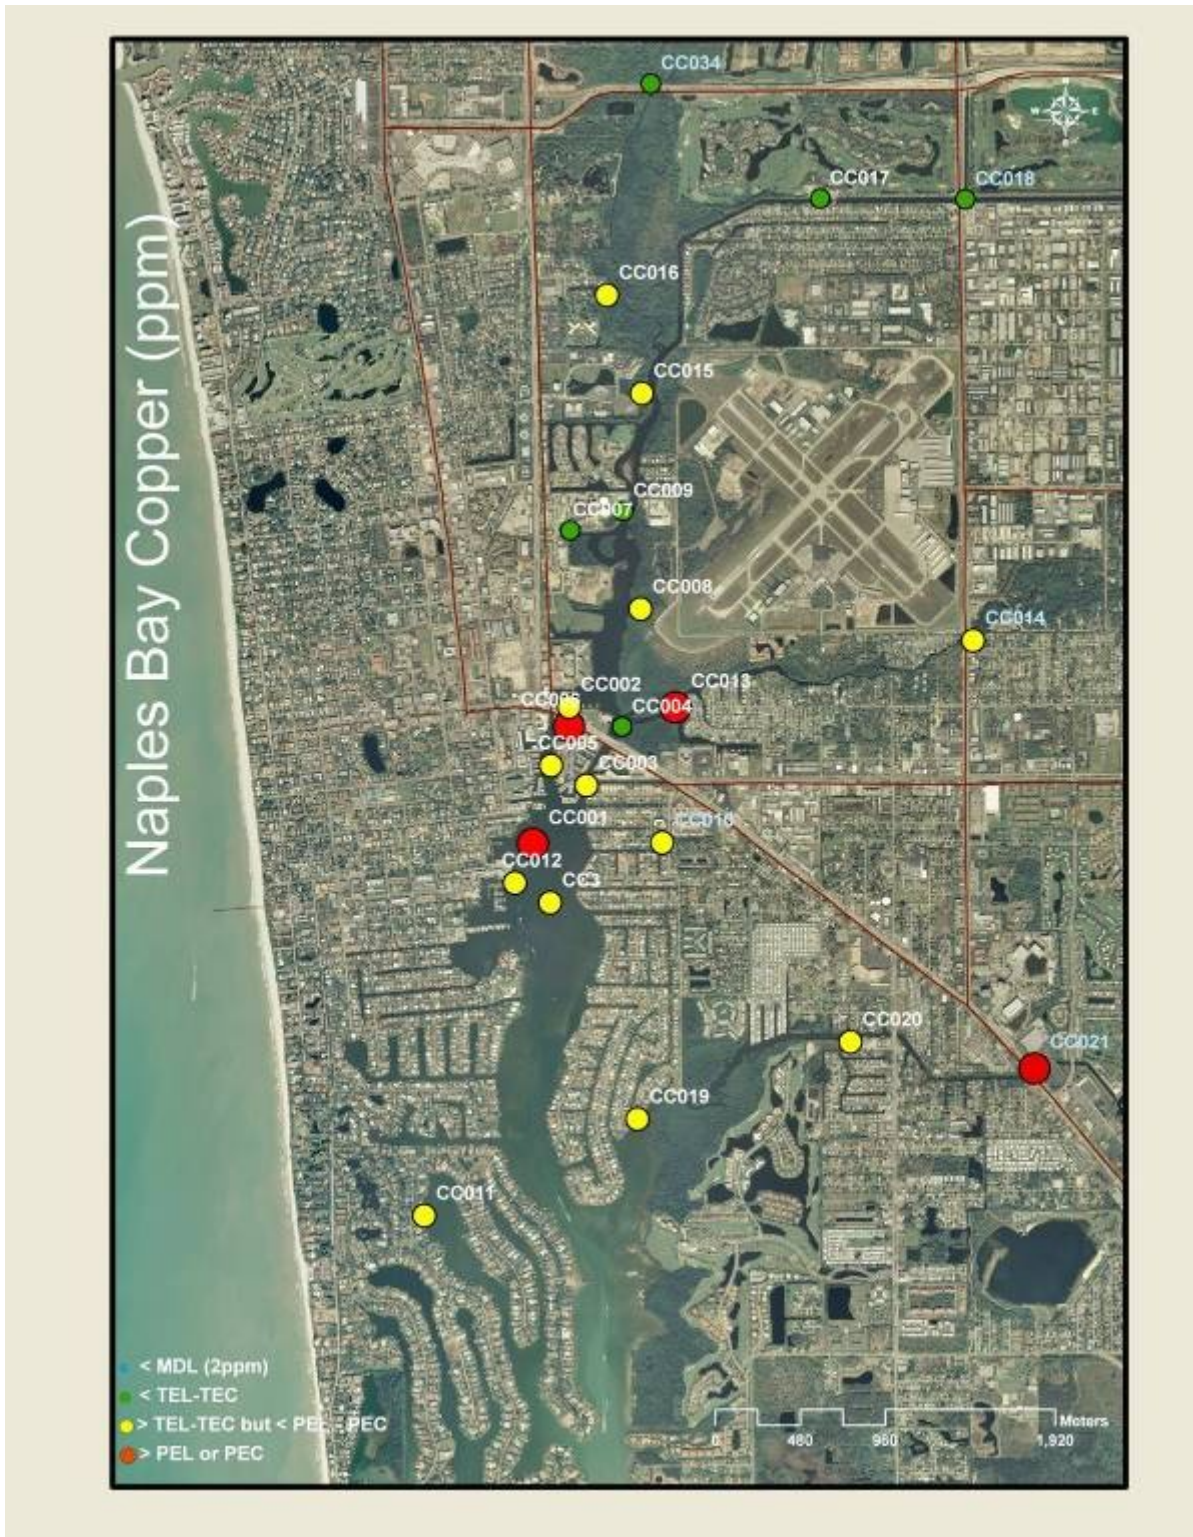 CC034
W E
CC017
CC018
CC016
CC015
CC009
CC007
CC008
CC014
CC013
CC002
CC004
CC005
CC003
CC001
CC010
CC012
CC3
CC020
CC021
CC019
CC011
Naples Bay Copper (ppm)
< MDL (2ppm)
< TEL-TEC
> TEL-TEC but < PEL - PEC
> PEL or PEC
Meters
0 480 960 1,920